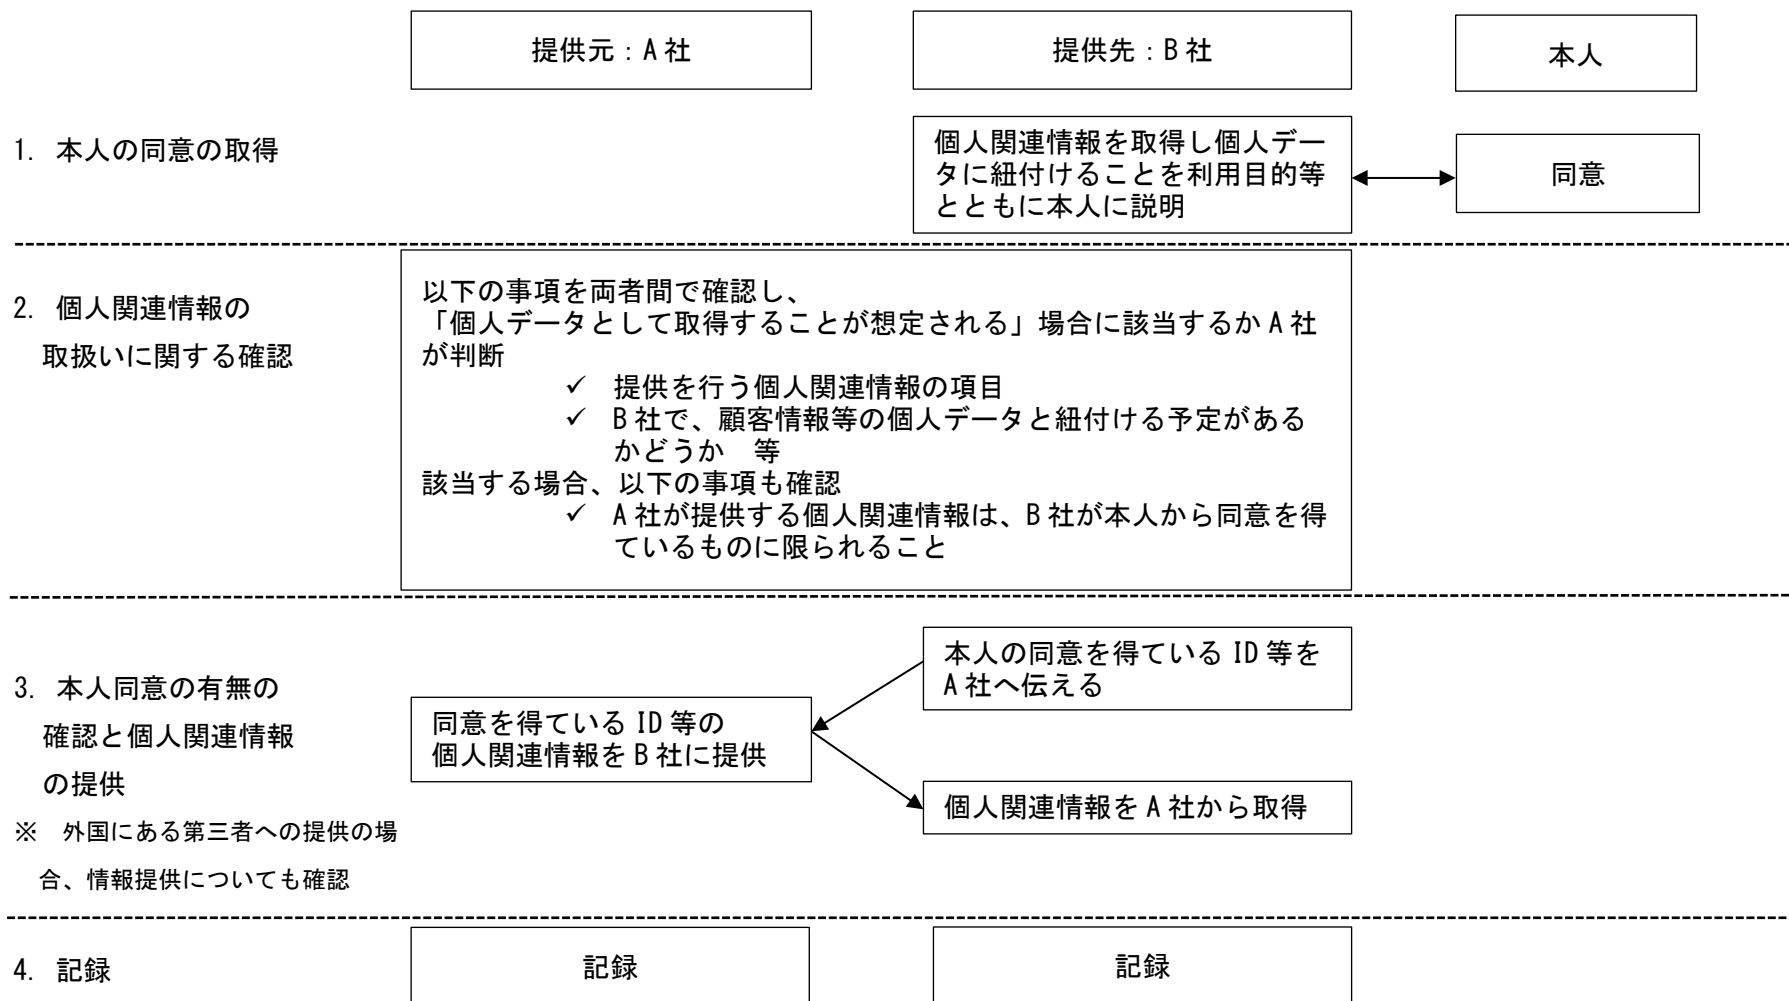 提供元：A社
提供先：B社
本人
1. 本人の同意の取得
個人関連情報を取得し個人デー
タに紐付けることを利用目的等
とともに本人に説明
同意
2. 個人関連情報の
取扱いに関する確認
以下の事項を両者間で確認し、
「個人データとして取得することが想定される」場合に該当するか A 社
が判断
✓ 提供を行う個人関連情報の項目
✓ B 社で、顧客情報等の個人データと紐付ける予定がある
かどうか　等
該当する場合、以下の事項も確認
✓ A 社が提供する個人関連情報は、B 社が本人から同意を得
ているものに限られること
3. 本人同意の有無の
確認と個人関連情報
の提供
※　外国にある第三者への提供の場
合、情報提供についても確認
同意を得ている ID 等の
個人関連情報を B 社に提供
本人の同意を得ている ID 等を
A 社へ伝える
個人関連情報を A 社から取得
4. 記録
記録
記録